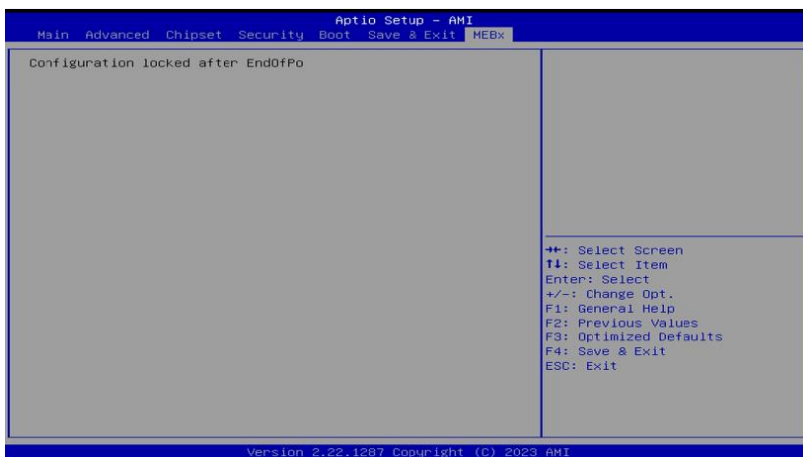 Aptio Setup – AMI
Main Advanced Chipset Security Boot Save & Exit MEBx
Configuration locked after EndOfPo
→←: Select Screen
↑↓: Select Item
Enter: Select
+/-: Change Opt.
F1: General Help
F2: Previous Values
F3: Optimized Defaults
F4: Save & Exit
ESC: Exit
Version 2.22.1287 Copyright (C) 2023 AMI